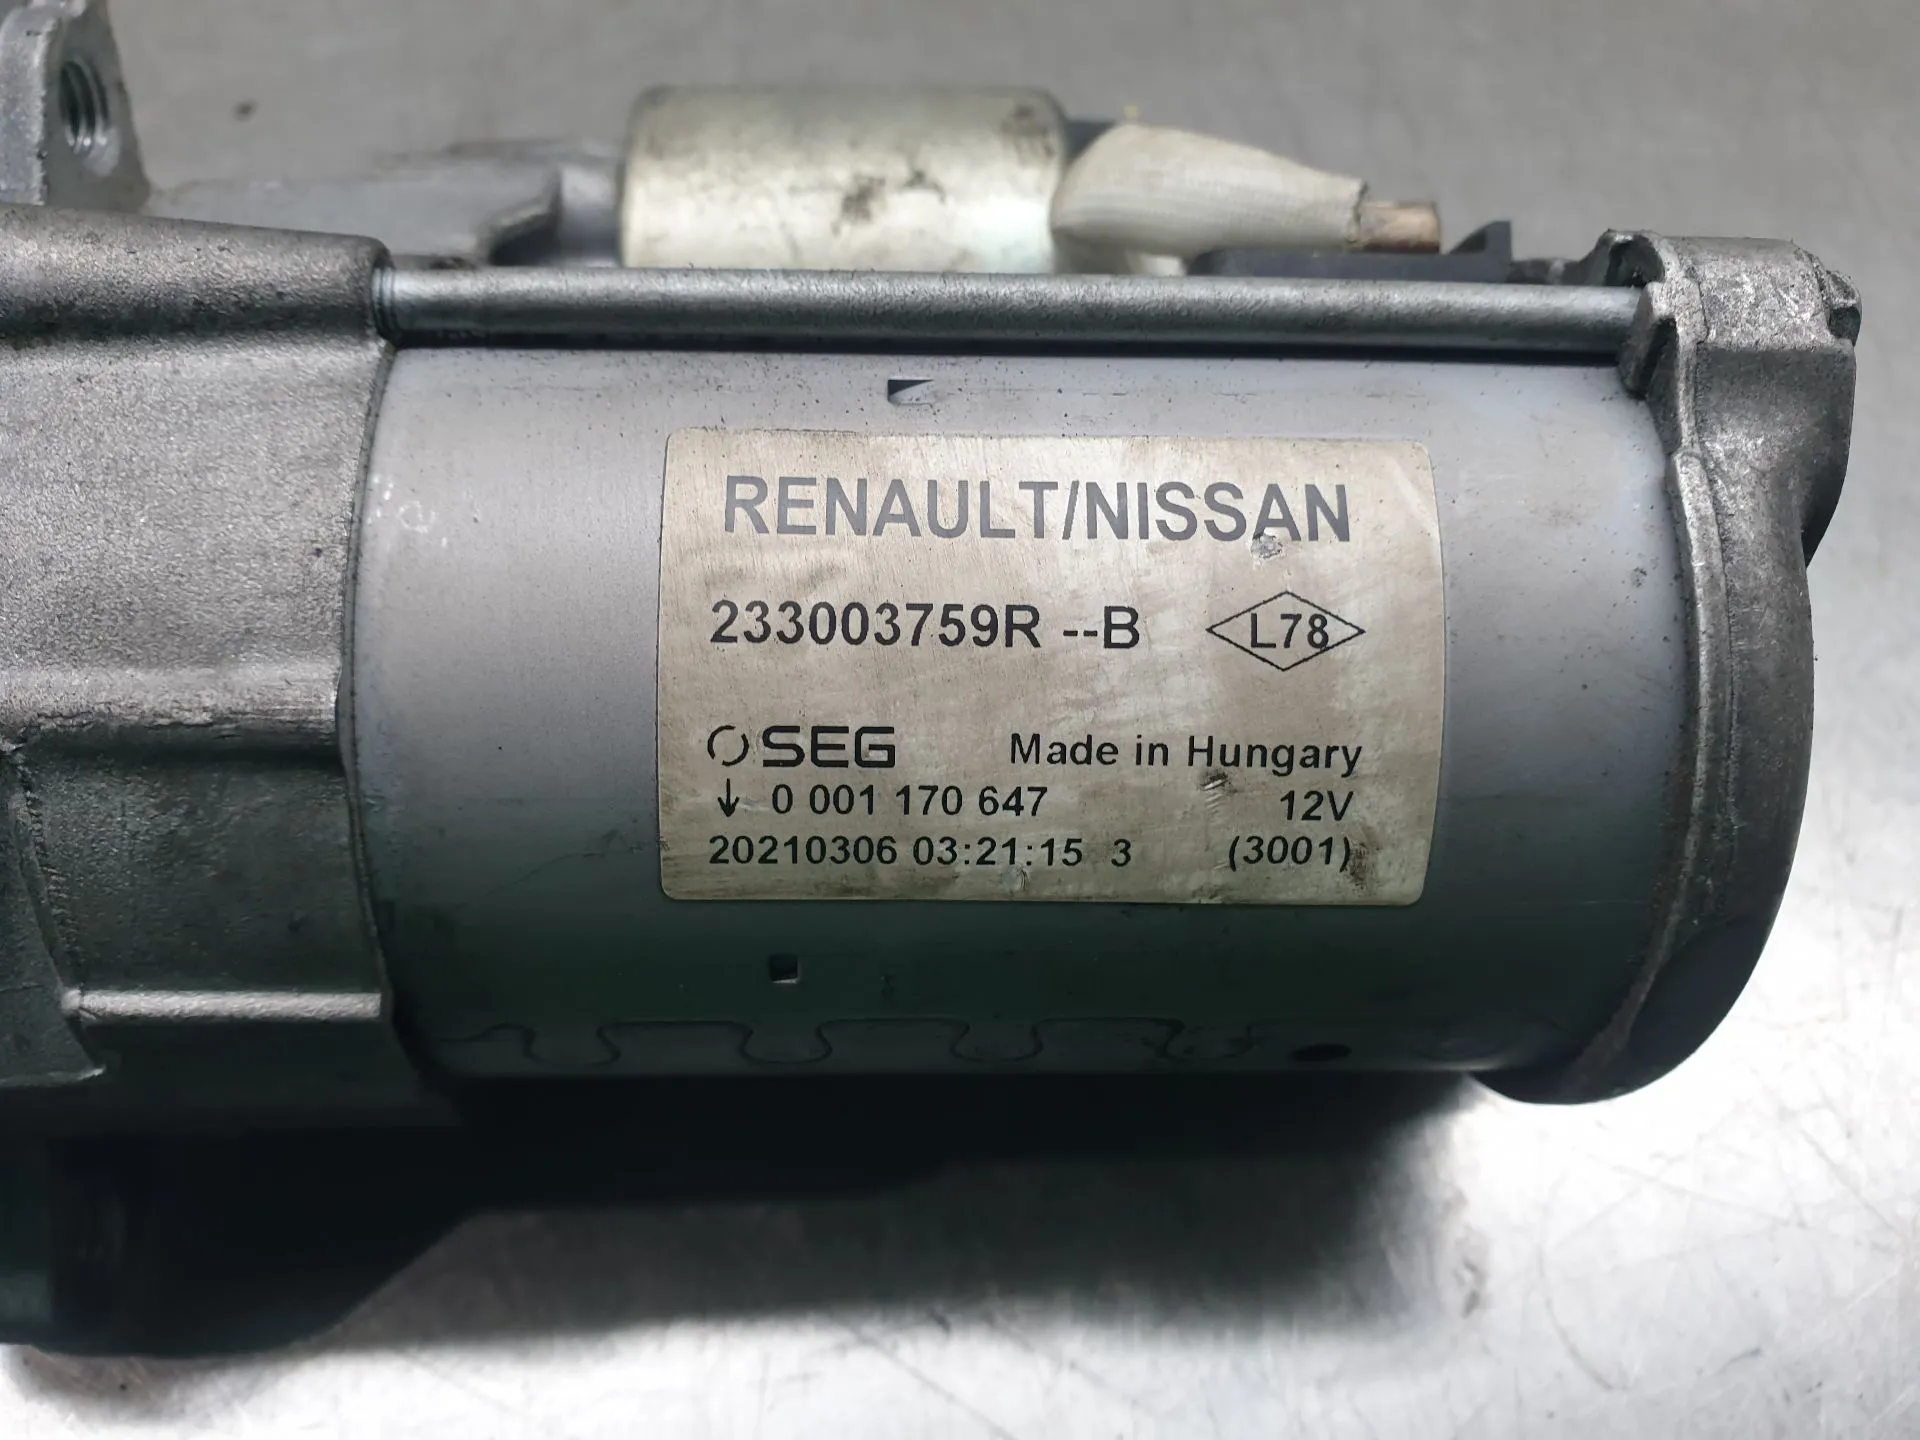 RENAULT/NISSAN
233003759R --B L78
SEG Made in Hungary
0 001 170 647 12V
20210306 03:21:15 3 (3001)